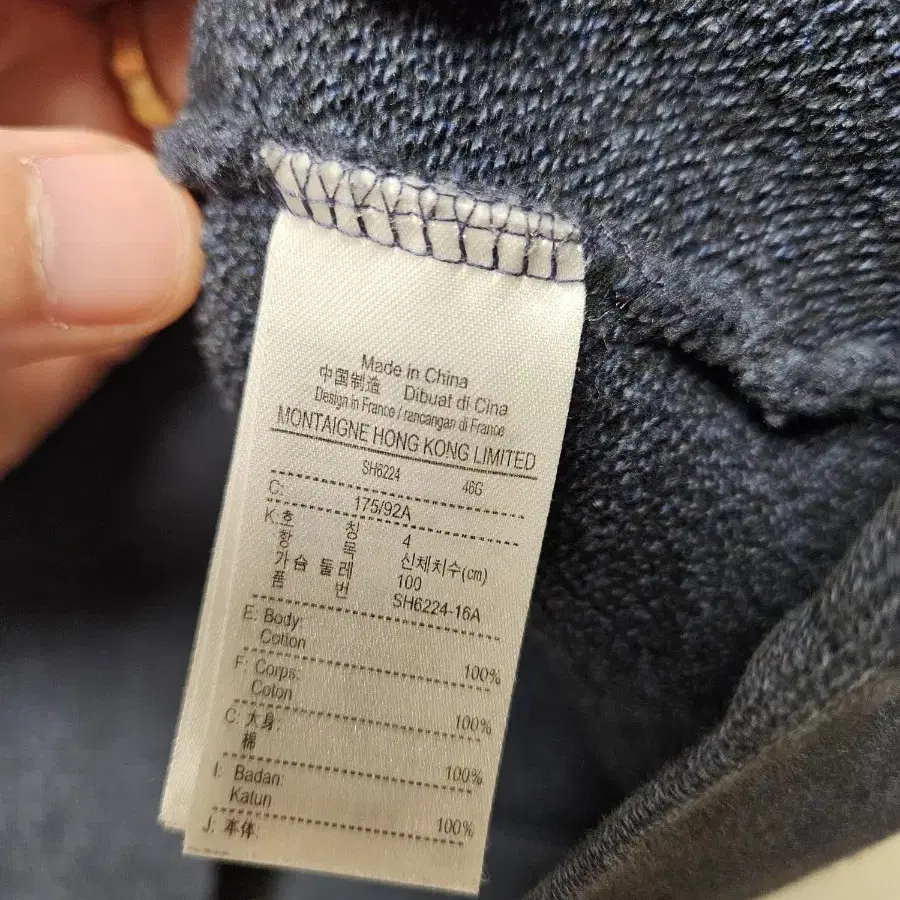 Made in China
中国制造 Dibuat di Cina
Design in France / rancangan di France
MONTAIGNE HONG KONG LIMITED
SH6224 46G
C: 175/92A
K: 호 칭 4
항 목 신체치수(cm)
가슴 둘레 100
품 번 SH6224-16A
E: Body:
Cotton 100%
F: Corps:
Coton 100%
C: 大身:
棉 100%
I: Badan:
Katun 100%
J: 本体: